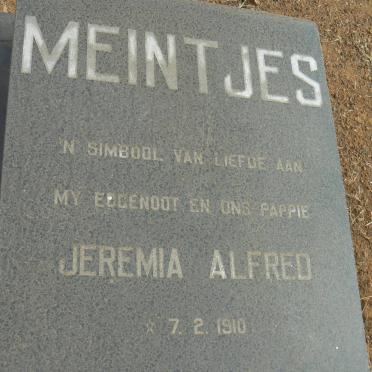 MEINTJES
'N SIMBOOL VAN LIEFDE AAN
MY EGGENOOT EN ONS PAPPIE
JEREMIA ALFRED
☆ 7. 2. 1910